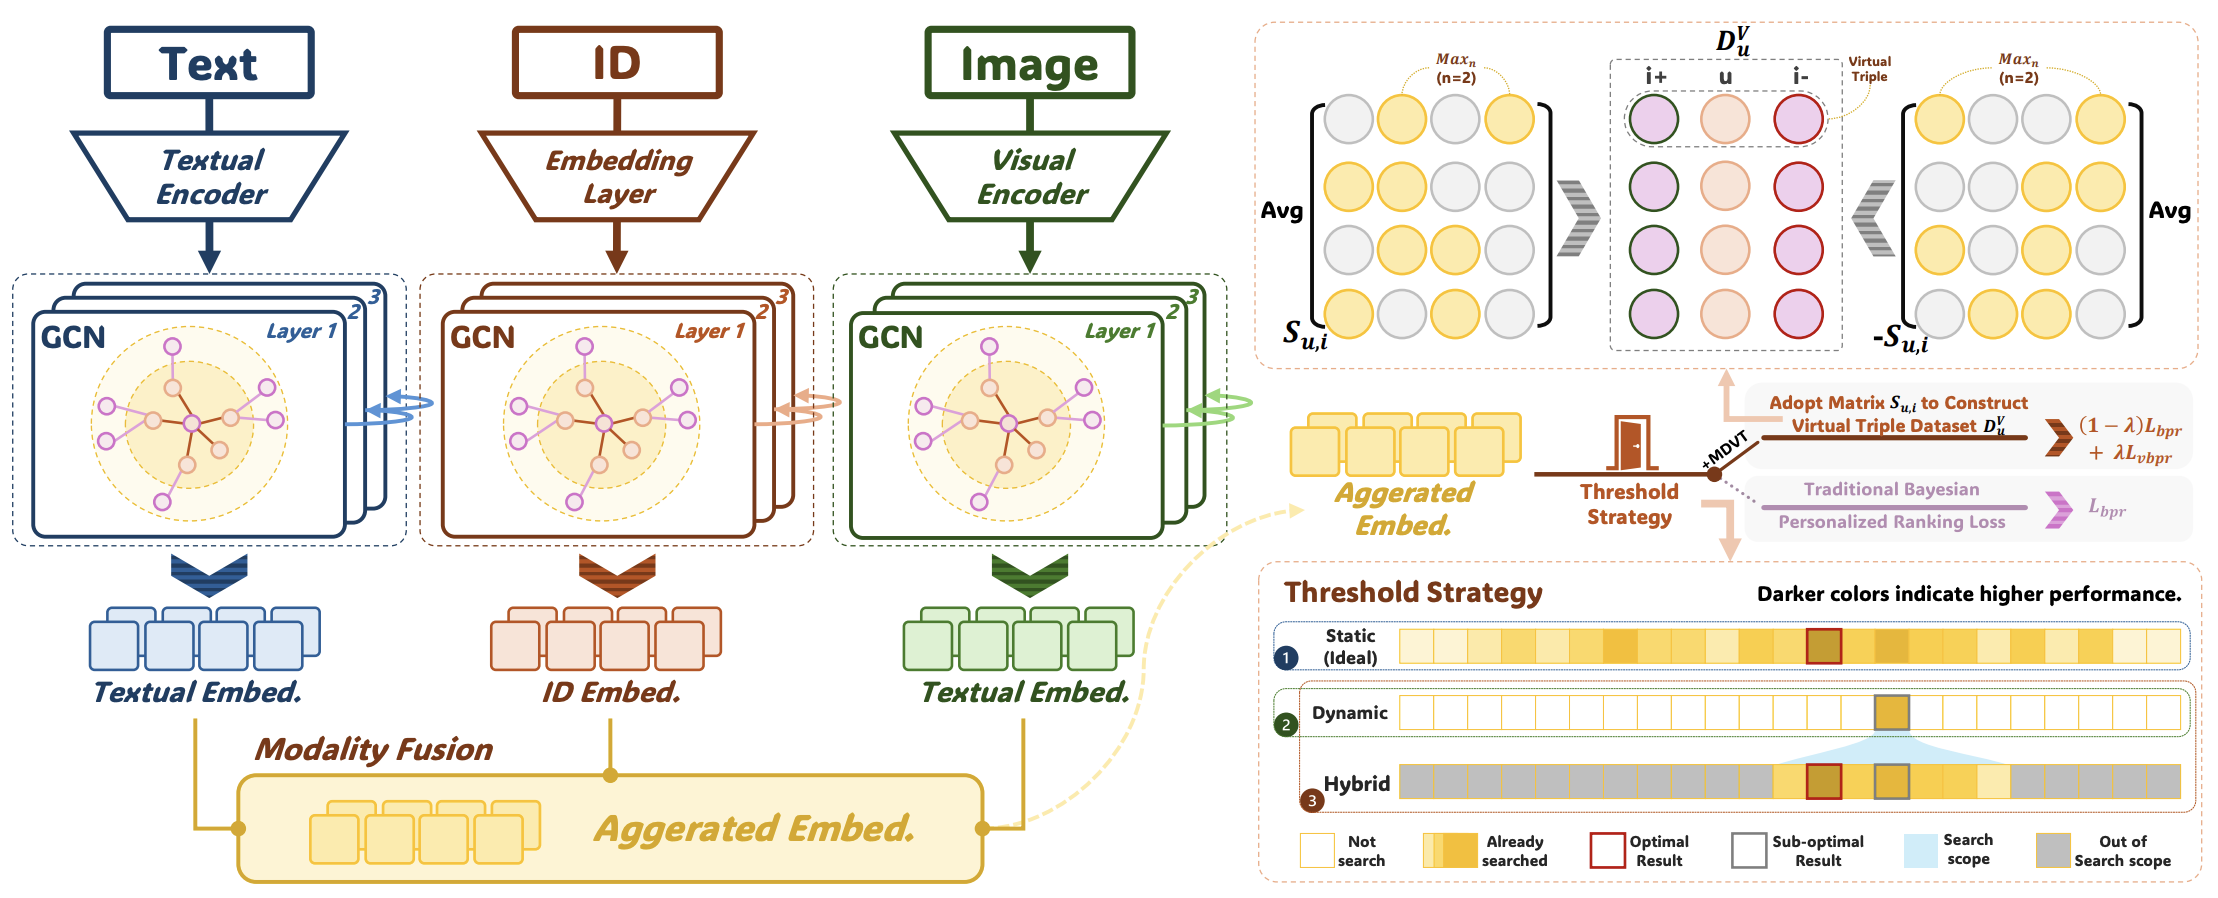 Text
ID
Image
Textual
Encoder
Embedding
Layer
Visual
Encoder
GCN
Layer 1
2
3
GCN
Layer 1
2
3
GCN
Layer 1
2
3
Textual Embed.
ID Embed.
Textual Embed.
Modality Fusion
Aggerated Embed.
Avg
S_{u,i}
Max_n
(n=2)
D_u^V
i+ u i-
Virtual
Triple
Max_n
(n=2)
Avg
-S_{u,i}
Aggerated
Embed.
Threshold
Strategy
+MDVT
Adopt Matrix S_{u,i} to Construct
Virtual Triple Dataset D_u^V
(1 − λ)L_{bpr}
+ λL_{vbpr}
Traditional Bayesian
Personalized Ranking Loss
L_{bpr}
Threshold Strategy
Darker colors indicate higher performance.
1
Static
(Ideal)
2
Dynamic
3
Hybrid
Not
search
Already
searched
Optimal
Result
Sub-optimal
Result
Search
scope
Out of
Search scope